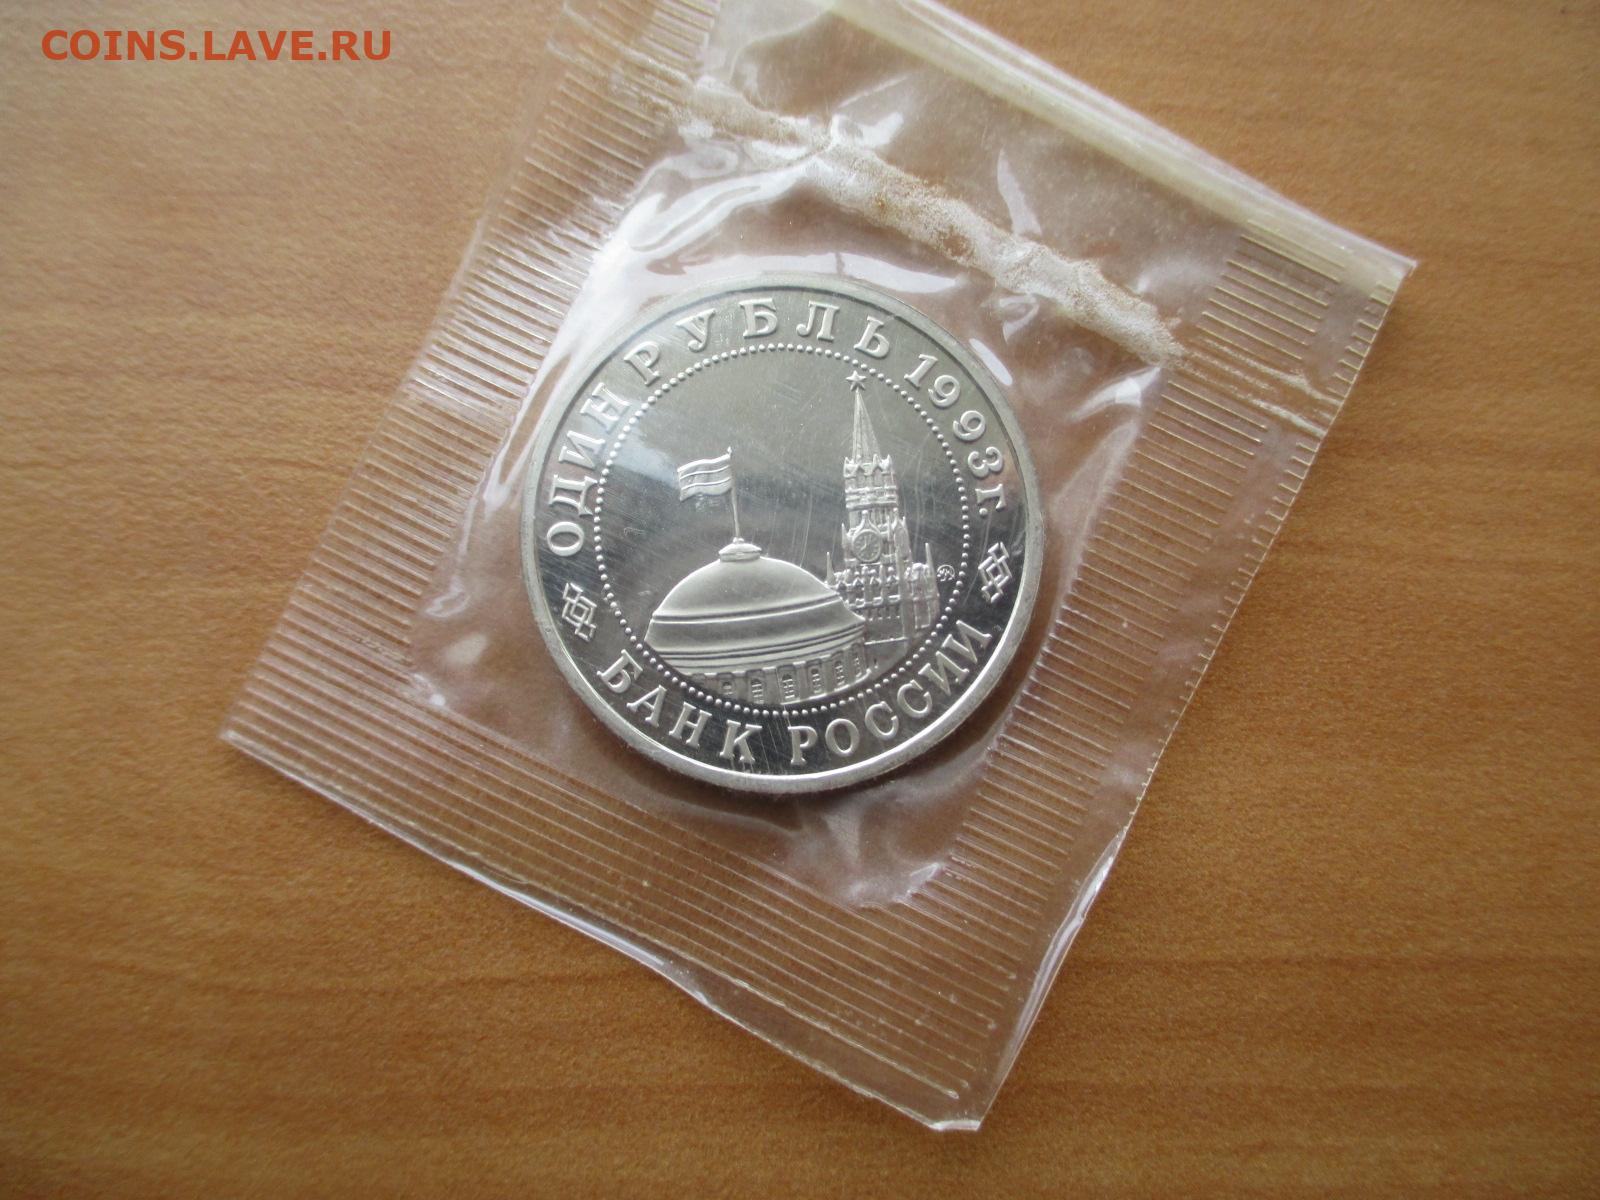 COINS.LAVE.RU
ОДИН РУБЛЬ 1993г.
БАНК РОССИИ